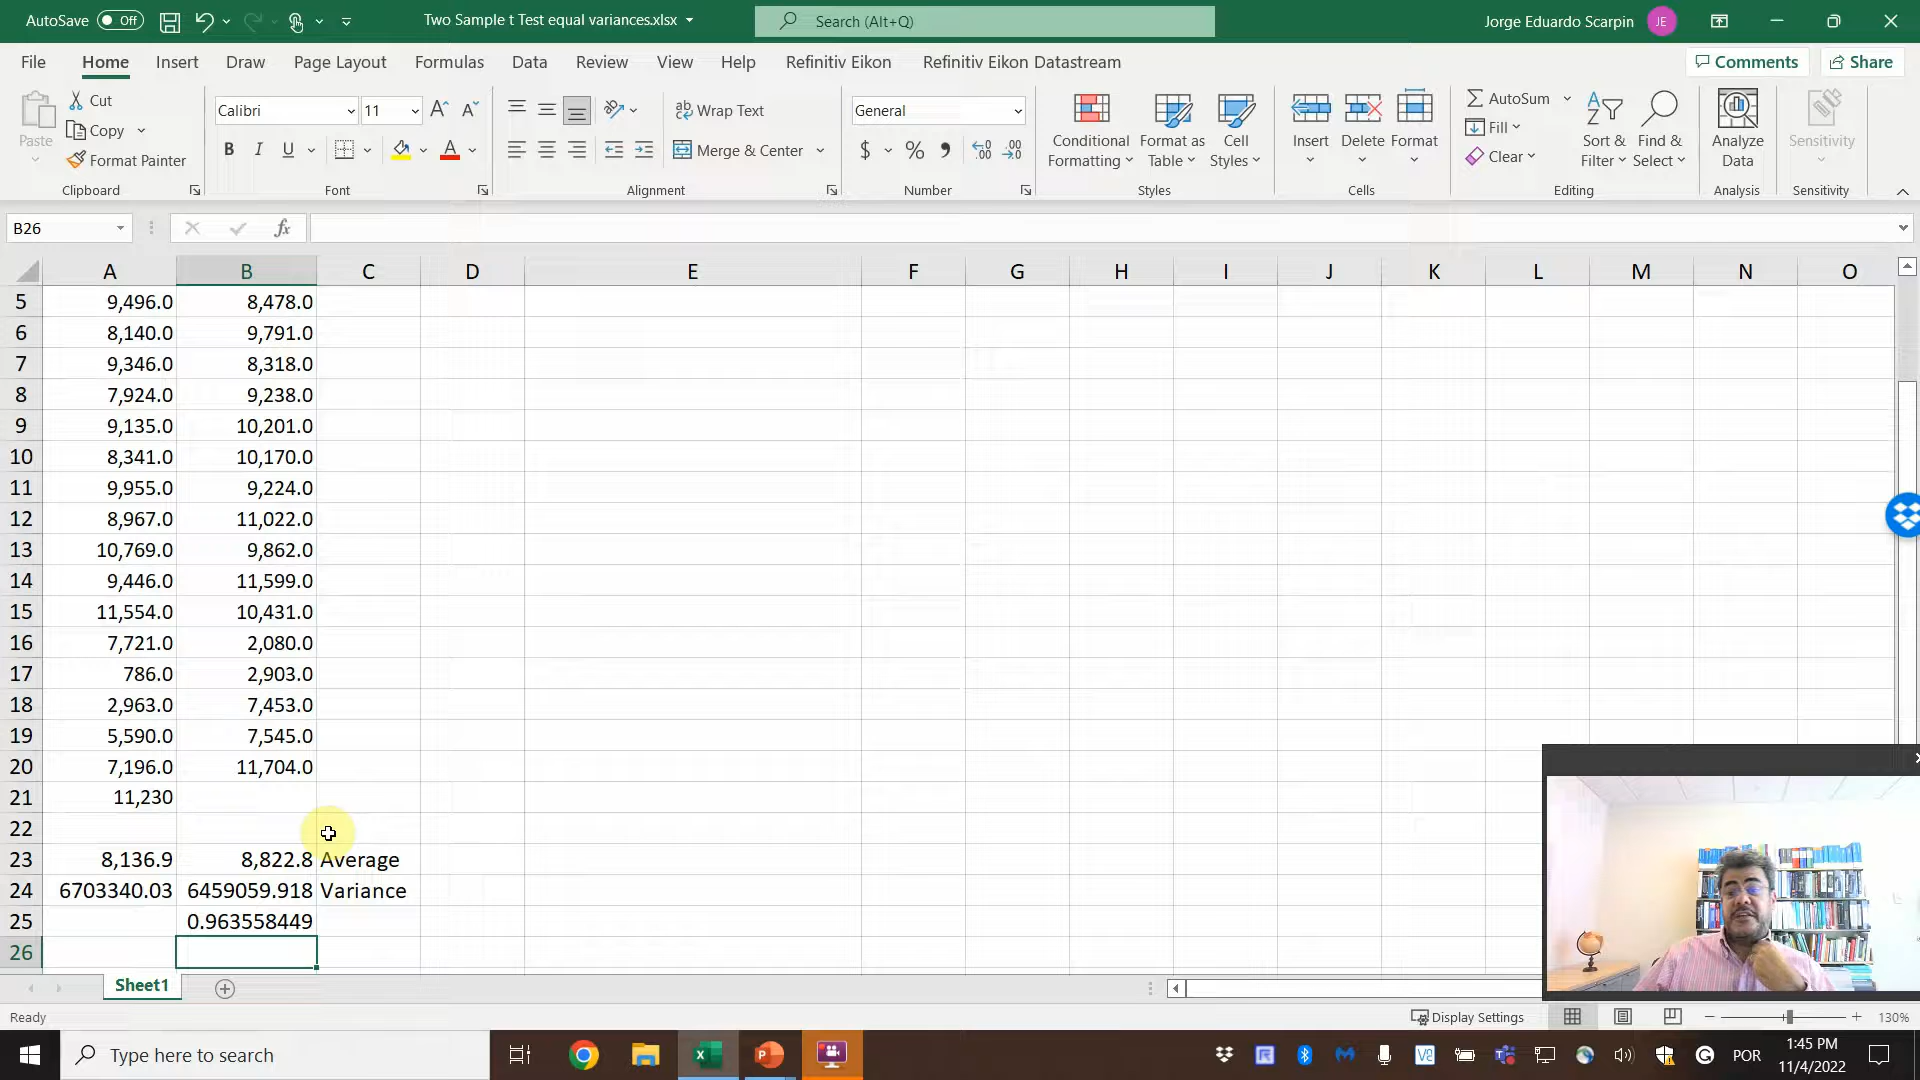 AutoSave Off Two Sample t Test equal variances.xlsx Search (Alt+Q) Jorge Eduardo Scarpin JE
File Home Insert Draw Page Layout Formulas Data Review View Help Refinitiv Eikon Refinitiv Eikon Datastream Comments Share
Paste Cut Copy Format Painter Clipboard
Calibri 11 B I U A Font
Wrap Text Merge & Center Alignment
General $ % , Number
Conditional Formatting Format as Table Cell Styles Styles
Insert Delete Format Cells
AutoSum Fill Clear Sort & Filter Find & Select Editing
Analyze Data Analysis
Sensitivity Sensitivity
B26 fx
A B C D E F G H I J K L M N O
5 9,496.0 8,478.0
6 8,140.0 9,791.0
7 9,346.0 8,318.0
8 7,924.0 9,238.0
9 9,135.0 10,201.0
10 8,341.0 10,170.0
11 9,955.0 9,224.0
12 8,967.0 11,022.0
13 10,769.0 9,862.0
14 9,446.0 11,599.0
15 11,554.0 10,431.0
16 7,721.0 2,080.0
17 786.0 2,903.0
18 2,963.0 7,453.0
19 5,590.0 7,545.0
20 7,196.0 11,704.0
21 11,230
22
23 8,136.9 8,822.8 Average
24 6703340.03 6459059.918 Variance
25 0.963558449
26
Sheet1
Ready Display Settings 130%
Type here to search POR 1:45 PM
11/4/2022